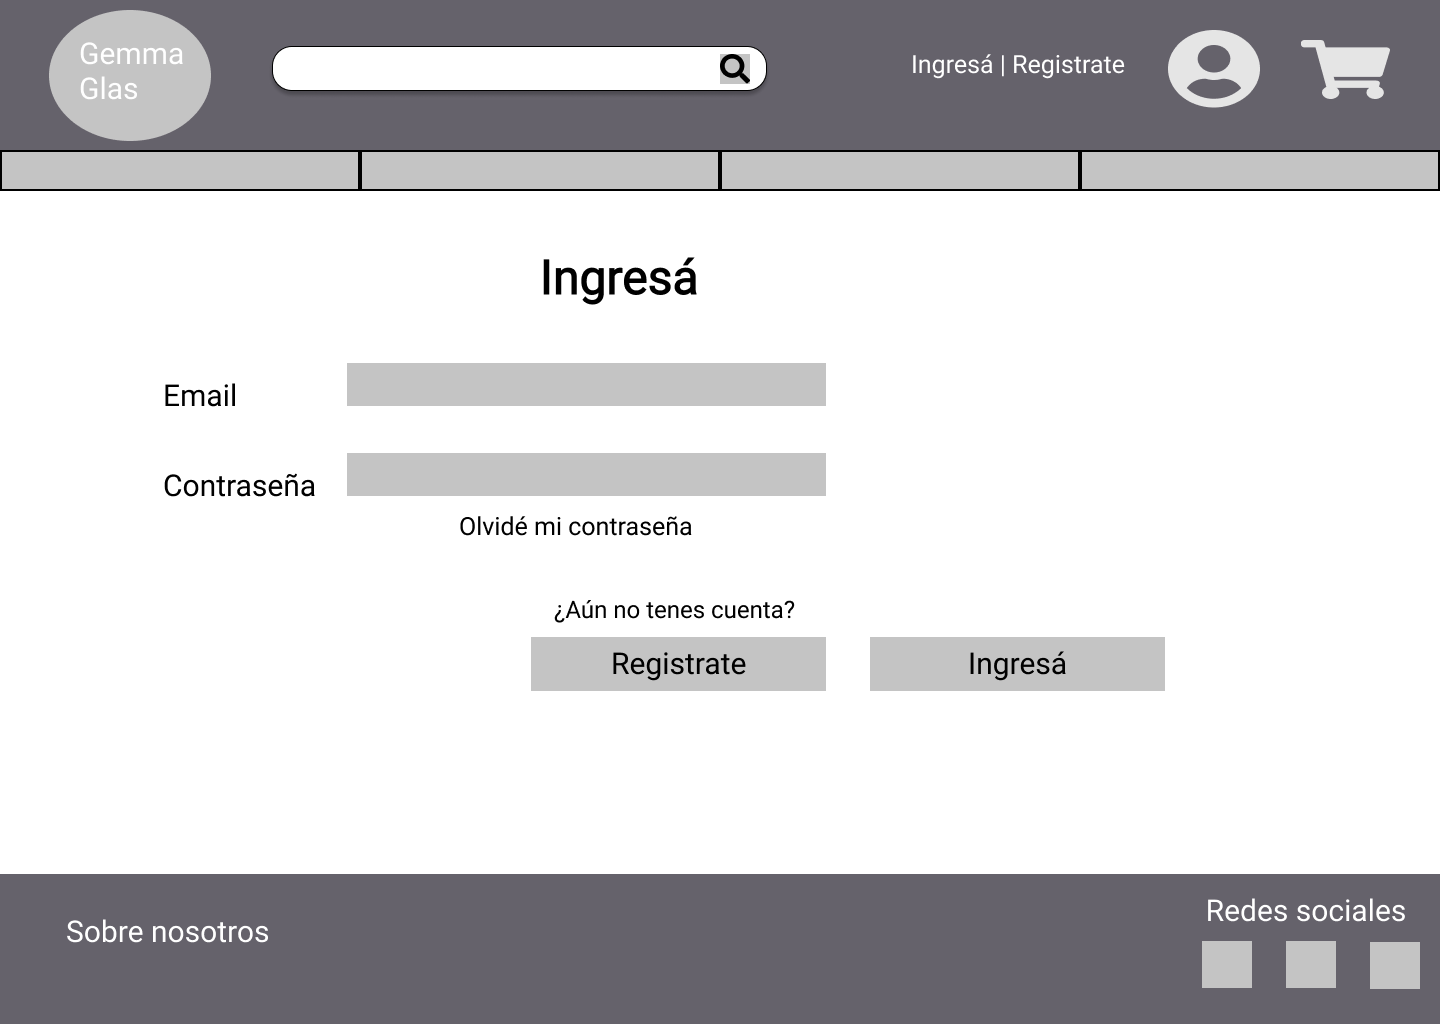 Gemma
Glas
Ingresá | Registrate
Ingresá
Email
Contraseña
Olvidé mi contraseña
¿Aún no tenes cuenta?
Registrate
Ingresá
Sobre nosotros
Redes sociales